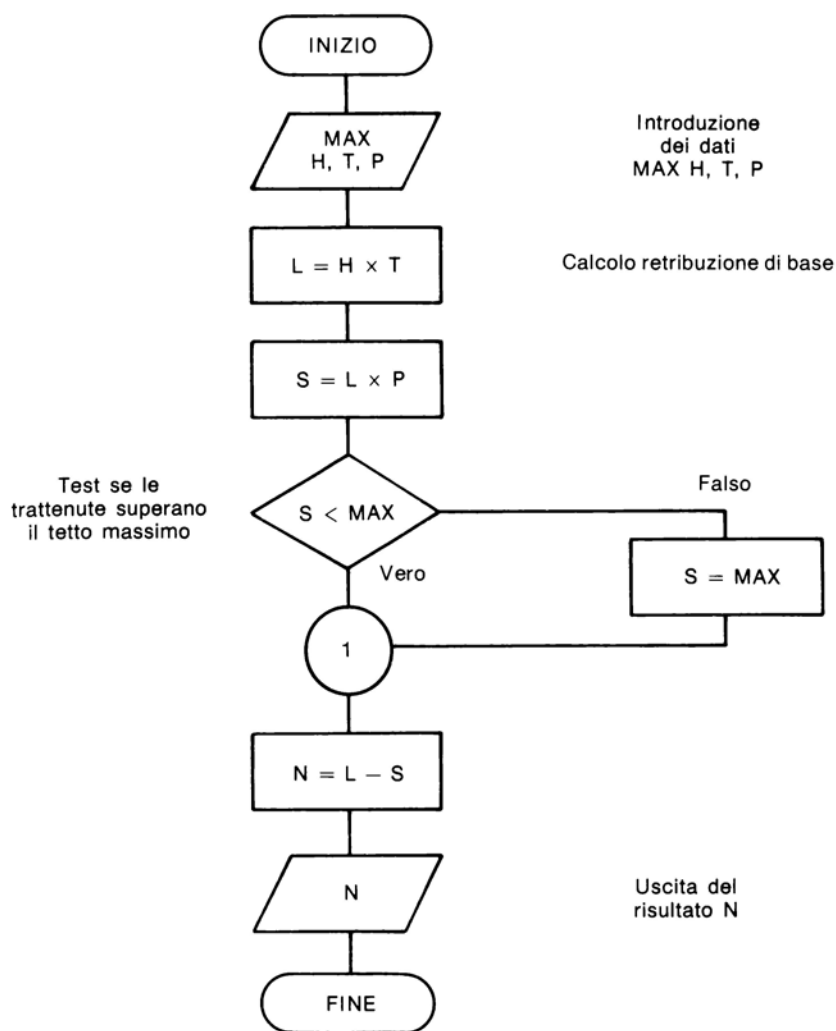 INIZIO
MAX
H, T, P
Introduzione
dei dati
MAX H, T, P
L = H × T
Calcolo retribuzione di base
S = L × P
Test se le
trattenute superano
il tetto massimo
S < MAX
Falso
Vero
S = MAX
1
N = L – S
N
Uscita del
risultato N
FINE